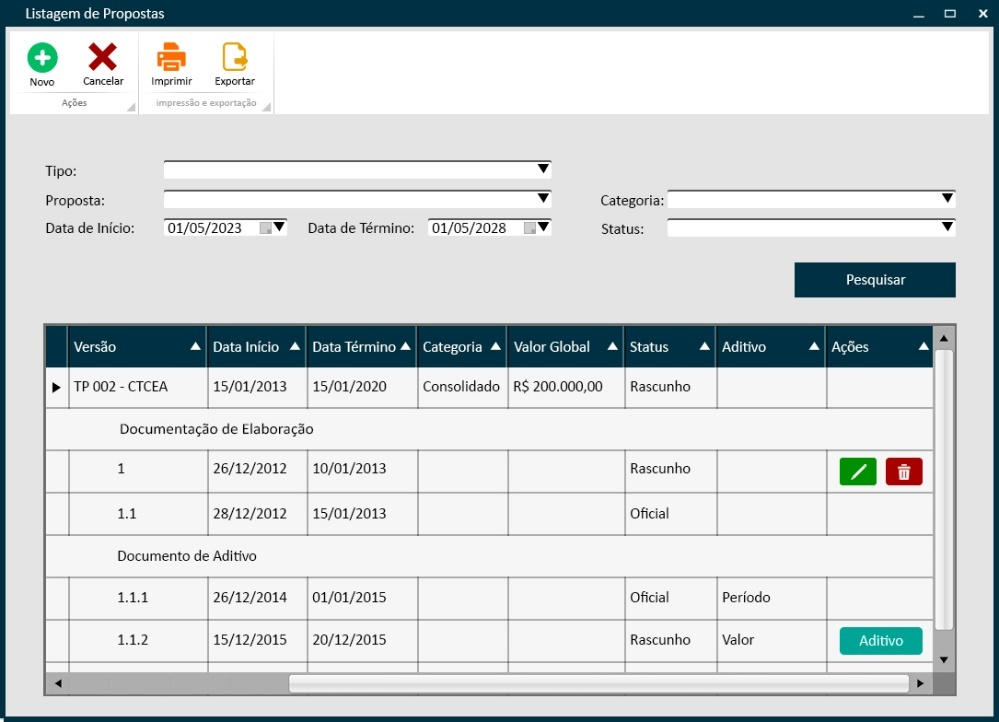 Listagem de Propostas
Novo Cancelar Imprimir Exportar
Ações impressão e exportação
Tipo:
Proposta: Categoria:
Data de Início: 01/05/2023 Data de Término: 01/05/2028 Status:
Pesquisar
Versão Data Início Data Término Categoria Valor Global Status Aditivo Ações
TP 002 - CTCEA 15/01/2013 15/01/2020 Consolidado R$ 200.000,00 Rascunho
Documentação de Elaboração
1 26/12/2012 10/01/2013 Rascunho
1.1 28/12/2012 15/01/2013 Oficial
Documento de Aditivo
1.1.1 26/12/2014 01/01/2015 Oficial Período
1.1.2 15/12/2015 20/12/2015 Rascunho Valor Aditivo